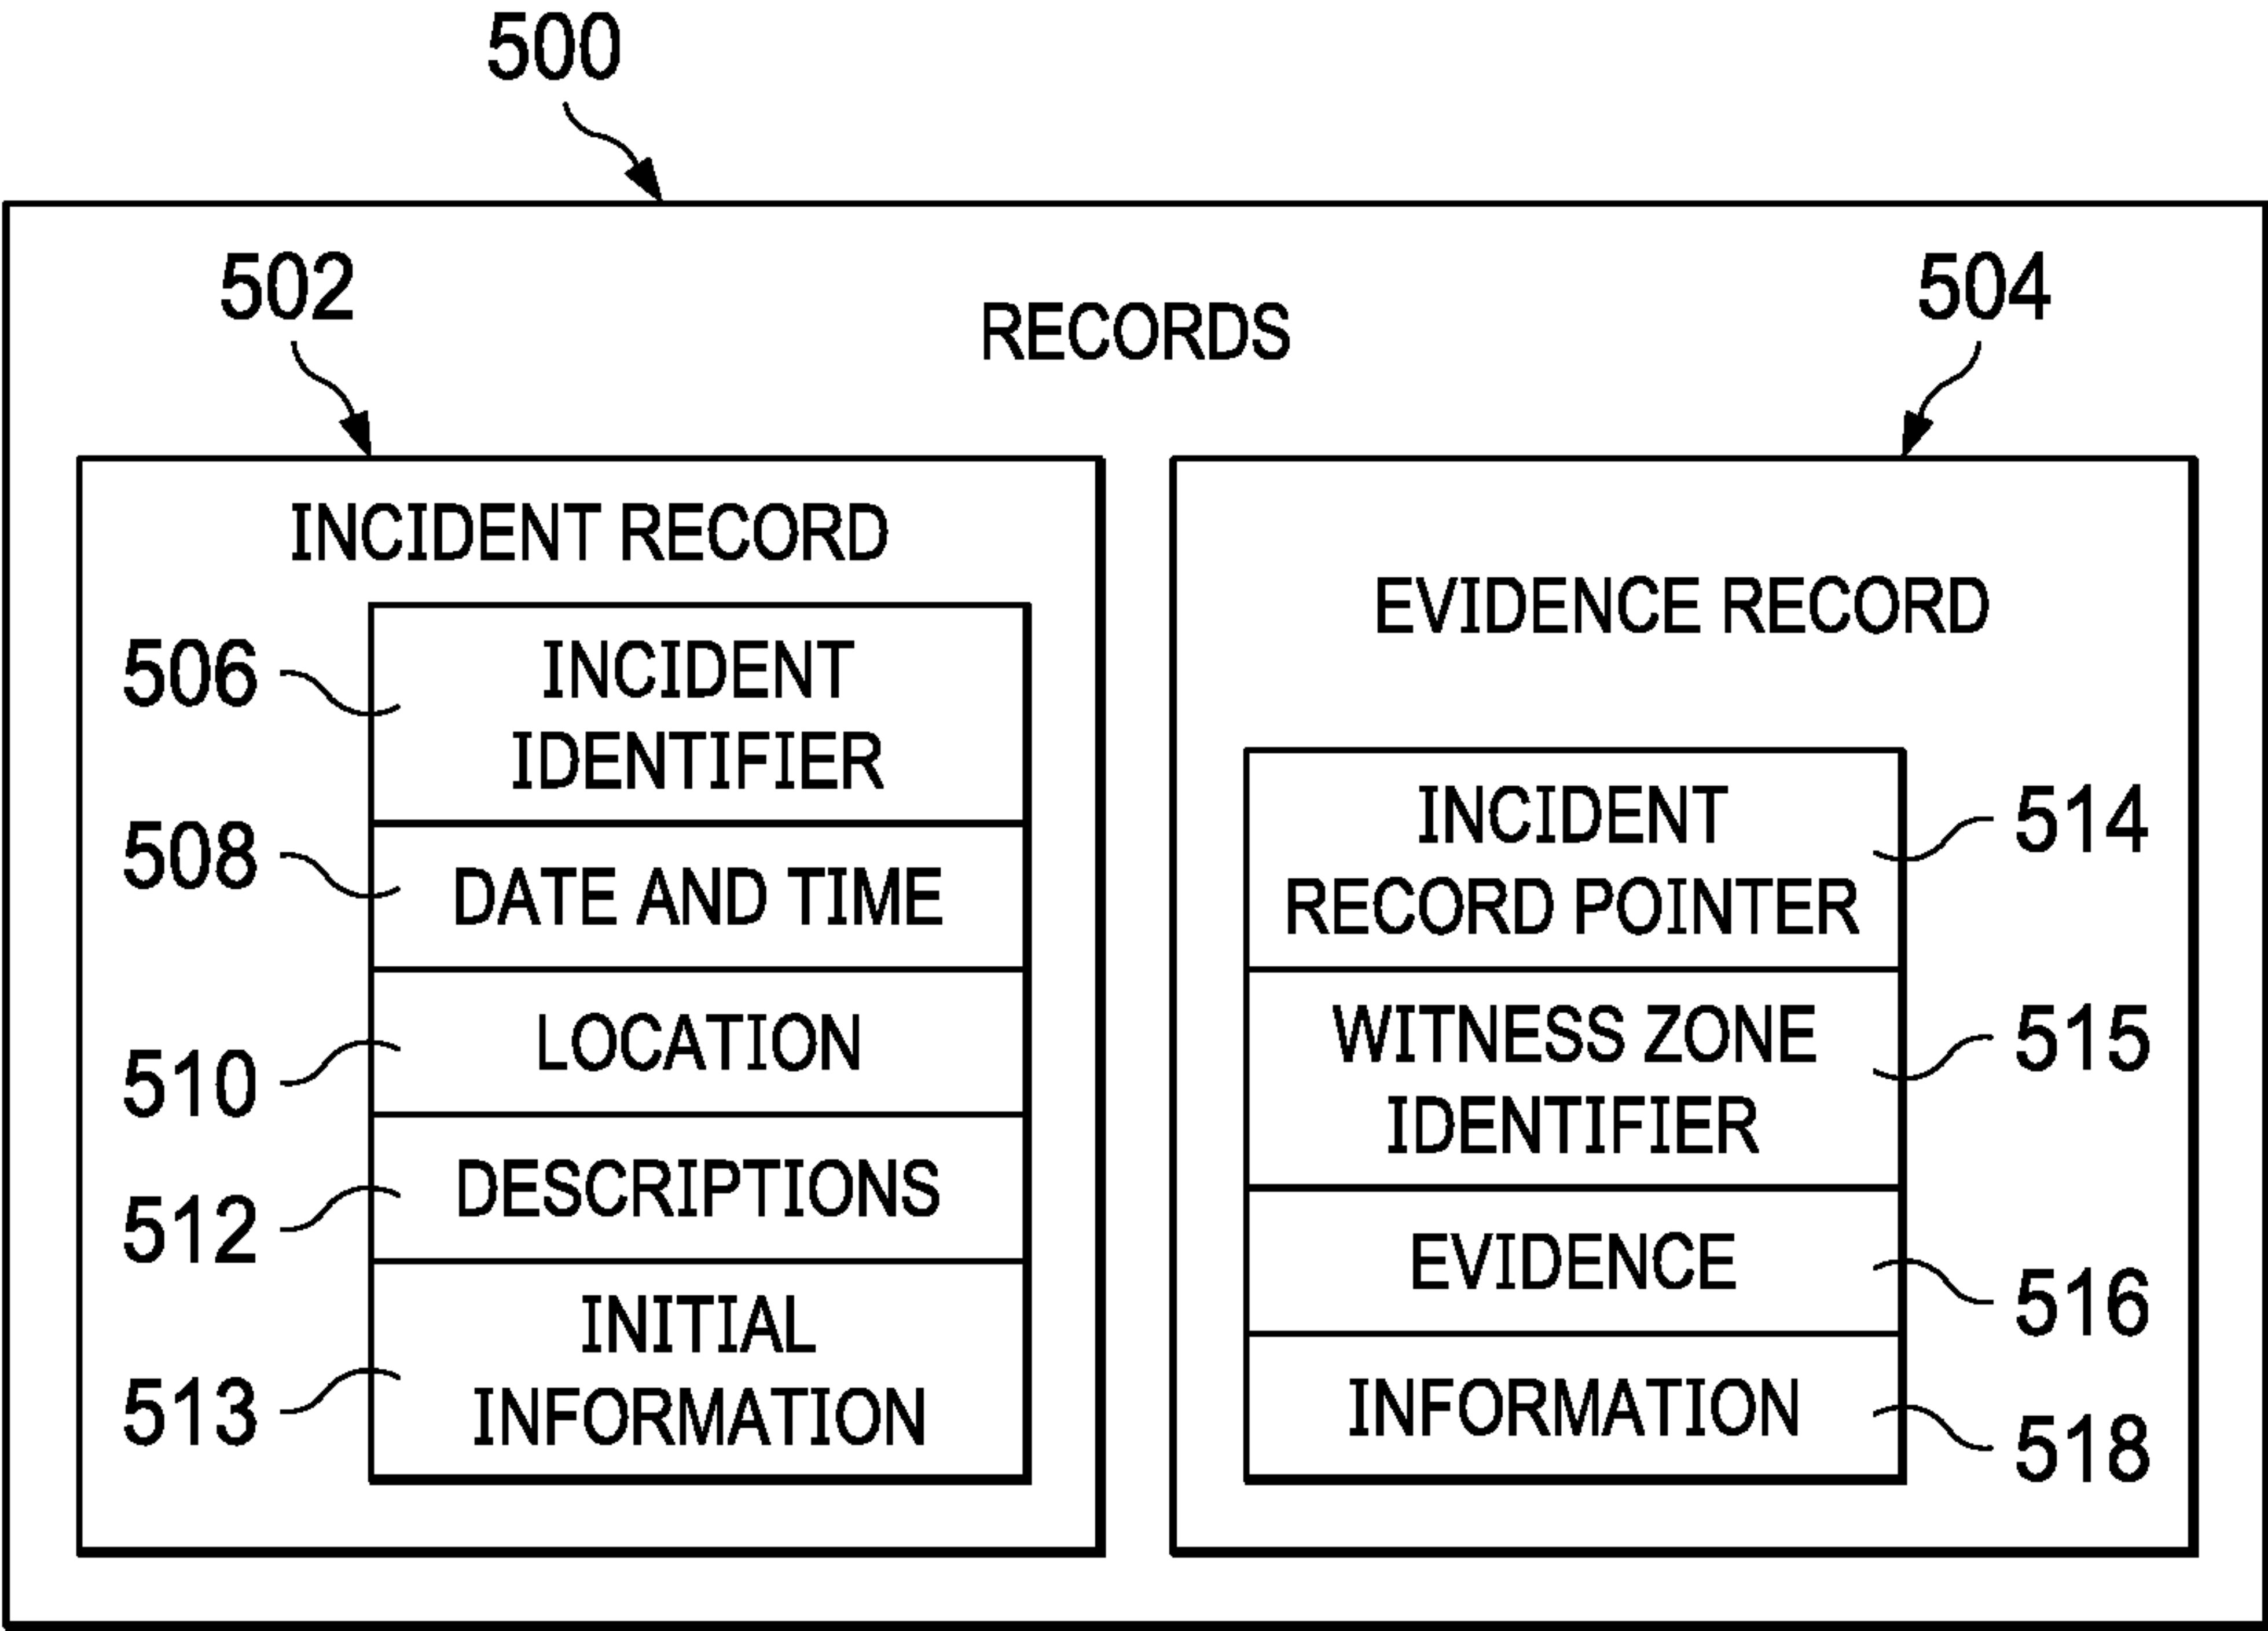 500
502
RECORDS
504
INCIDENT RECORD
506
INCIDENT
IDENTIFIER
508
DATE AND TIME
510
LOCATION
512
DESCRIPTIONS
513
INITIAL
INFORMATION
EVIDENCE RECORD
INCIDENT
RECORD POINTER
514
WITNESS ZONE
IDENTIFIER
515
EVIDENCE
516
INFORMATION
518